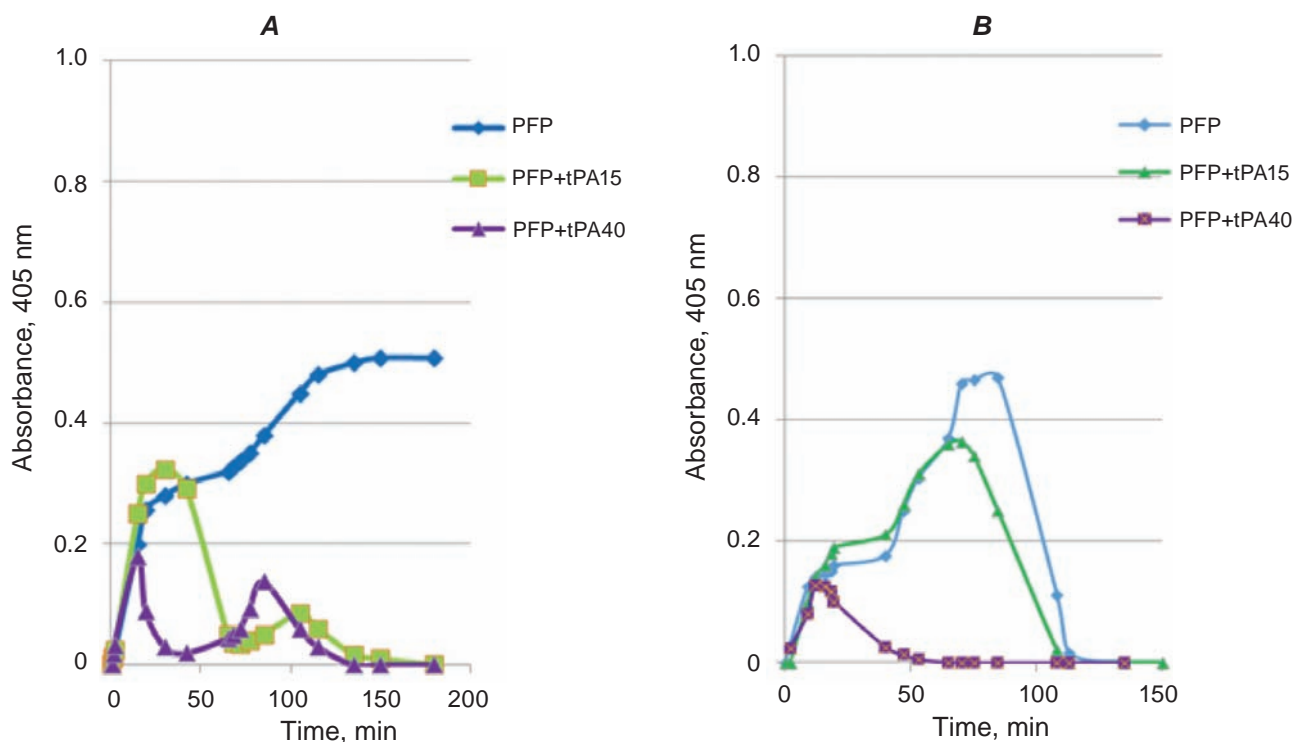 A
1.0
0.8
0.6
0.4
0.2
0
Absorbance, 405 nm
0 50 100 150 200
Time, min
PFP
PFP+tPA15
PFP+tPA40
B
1.0
0.8
0.6
0.4
0.2
0
Absorbance, 405 nm
0 50 100 150
Time, min
PFP
PFP+tPA15
PFP+tPA40